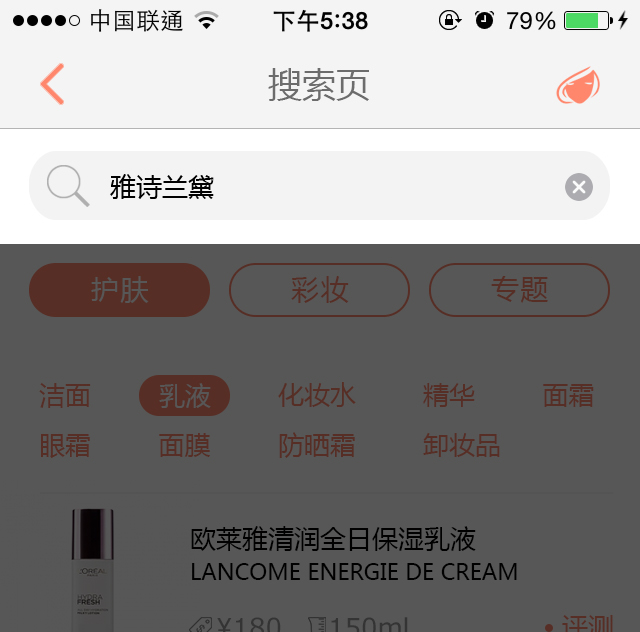 中国联通 下午5:38 79%
搜索页
雅诗兰黛
护肤 彩妆 专题
洁面 乳液 化妆水 精华 面霜
眼霜 面膜 防晒霜 卸妆品
欧莱雅清润全日保湿乳液
LANCOME ENERGIE DE CREAM
¥180 150ml 评测
L'OREAL
HYDRA
FRESH